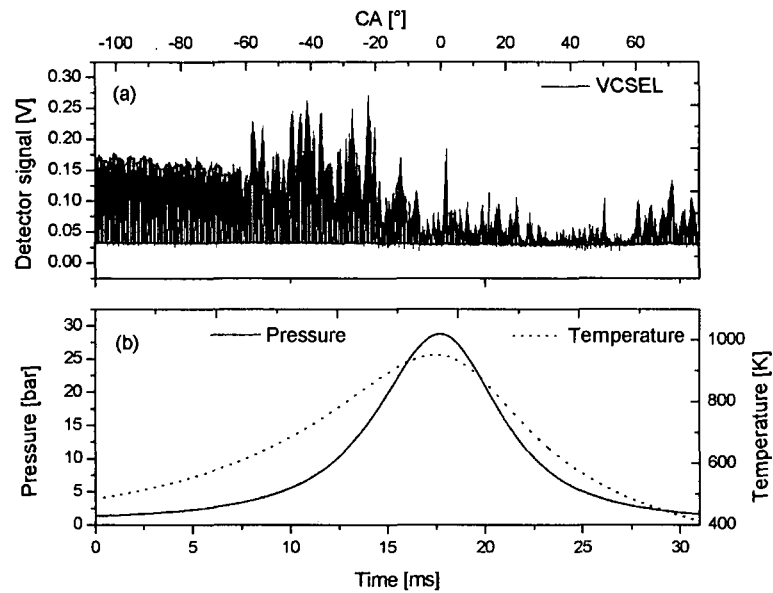 CA [°]
-100 -80 -60 -40 -20 0 20 40 60
(a)
VCSEL
Detector signal [V]
0.30
0.25
0.20
0.15
0.10
0.05
0.00
(b)
Pressure
Temperature
Pressure [bar]
30
25
20
15
10
5
0
Temperature [K]
1000
800
600
400
0 5 10 15 20 25 30
Time [ms]